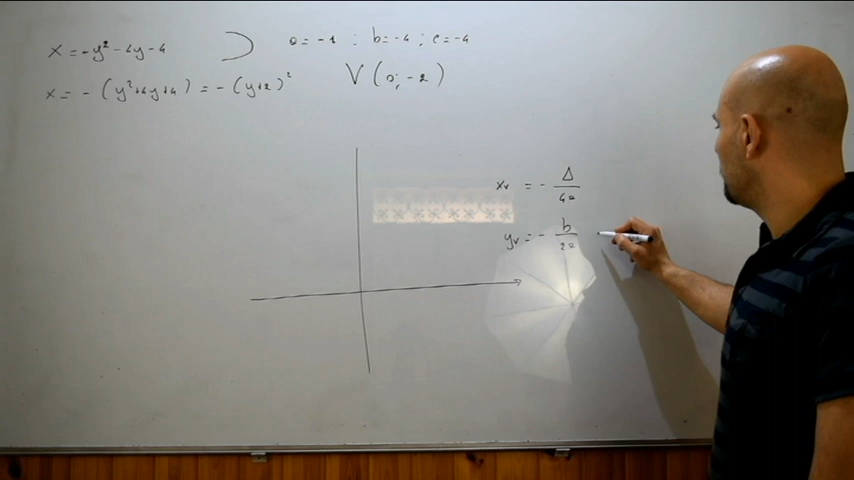 x = -y² - 4y - 4 a = -1 ; b = -4 ; c = -4
x = - (y² + 4y + 4) = - (y+2)² V (0; -2)
xᵥ = - Δ/4a
yᵥ = - b/2a